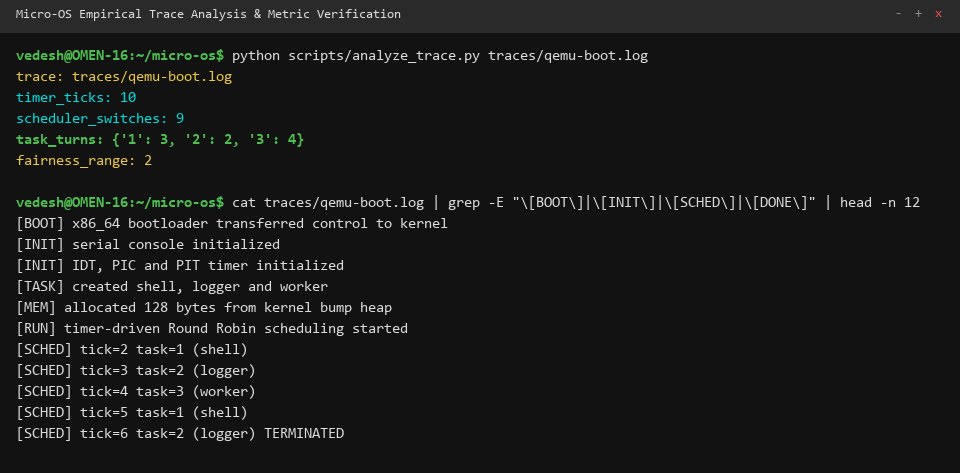 Micro-OS Empirical Trace Analysis & Metric Verification - + x
vedesh@OMEN-16:~/micro-os$ python scripts/analyze_trace.py traces/qemu-boot.log
trace: traces/qemu-boot.log
timer_ticks: 10
scheduler_switches: 9
task_turns: {'1': 3, '2': 2, '3': 4}
fairness_range: 2
vedesh@OMEN-16:~/micro-os$ cat traces/qemu-boot.log | grep -E "\[BOOT\]|\[INIT\]|\[SCHED\]|\[DONE\]" | head -n 12
[BOOT] x86_64 bootloader transferred control to kernel
[INIT] serial console initialized
[INIT] IDT, PIC and PIT timer initialized
[TASK] created shell, logger and worker
[MEM] allocated 128 bytes from kernel bump heap
[RUN] timer-driven Round Robin scheduling started
[SCHED] tick=2 task=1 (shell)
[SCHED] tick=3 task=2 (logger)
[SCHED] tick=4 task=3 (worker)
[SCHED] tick=5 task=1 (shell)
[SCHED] tick=6 task=2 (logger) TERMINATED